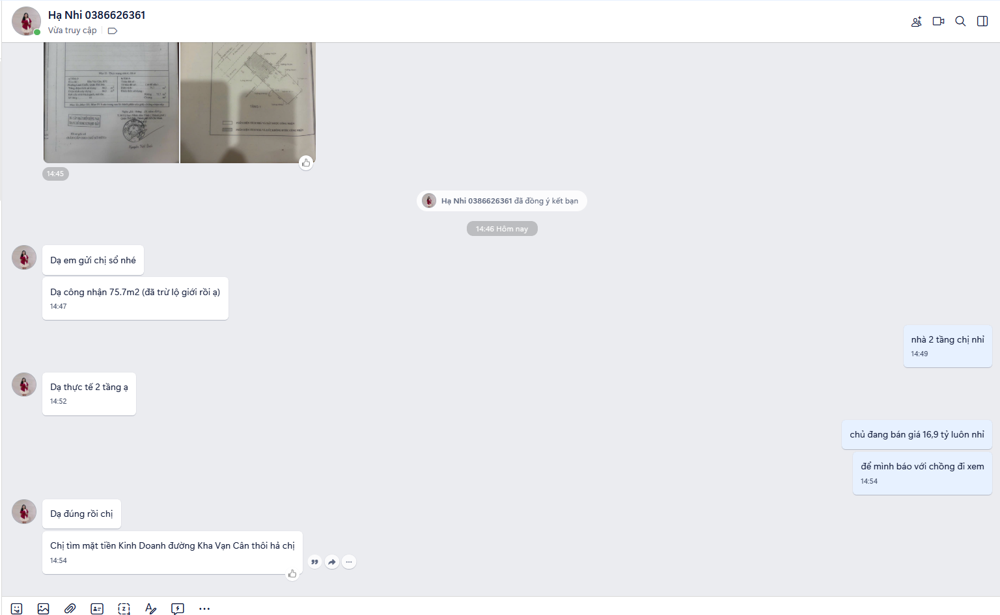 Hạ Nhi 0386626361
Vừa truy cập
14:45
Hạ Nhi 0386626361 đã đồng ý kết bạn
14:46 Hôm nay
Dạ em gửi chị sổ nhé
Dạ công nhận 75.7m2 (đã trừ lộ giới rồi ạ)
14:47
nhà 2 tầng chị nhỉ
14:49
Dạ thực tế 2 tầng ạ
14:52
chủ đang bán giá 16,9 tỷ luôn nhỉ
để mình báo với chồng đi xem
14:54
Dạ đúng rồi chị
Chị tìm mặt tiền Kinh Doanh đường Kha Vạn Cân thôi hả chị
14:54